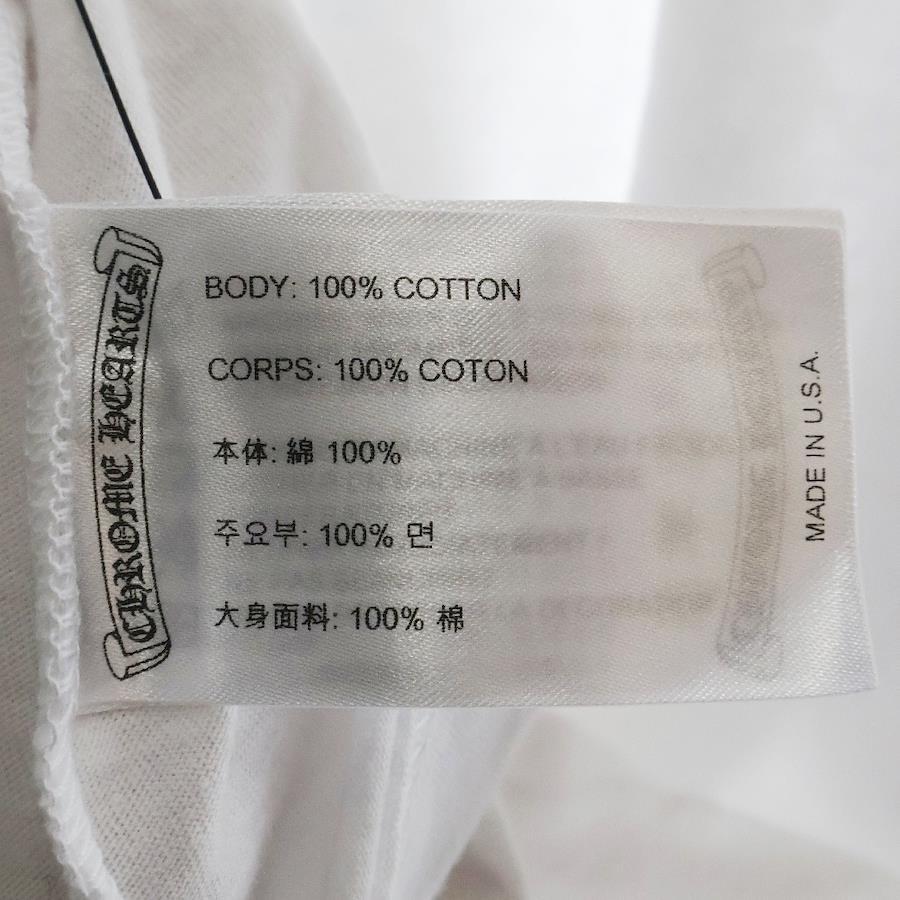 CHROME HEARTS
BODY: 100% COTTON
CORPS: 100% COTON
本体: 綿 100%
주요부: 100% 면
大身面料: 100% 棉
MADE IN U.S.A.